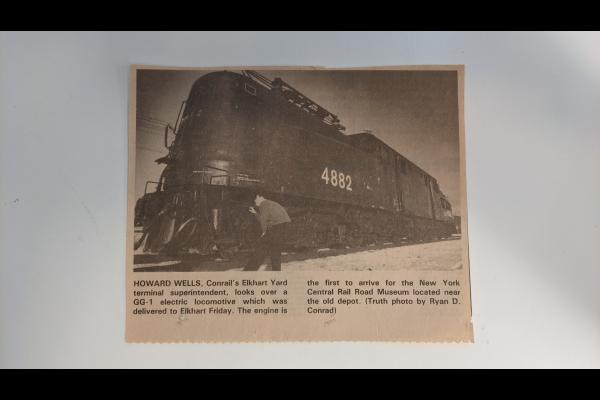 4882
HOWARD WELLS, Conrail's Elkhart Yard
terminal superintendent, looks over a
GG-1 electric locomotive which was
delivered to Elkhart Friday. The engine is
the first to arrive for the New York
Central Rail Road Museum located near
the old depot. (Truth photo by Ryan D.
Conrad)